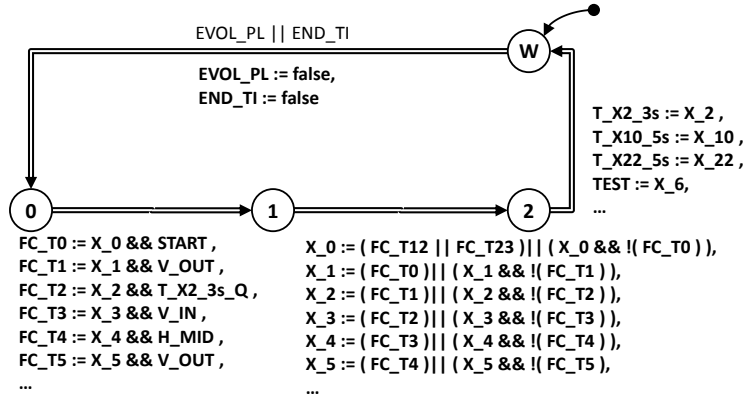 EVOL_PL || END_TI
W
EVOL_PL := false,
END_TI := false
T_X2_3s := X_2 ,
T_X10_5s := X_10 ,
T_X22_5s := X_22 ,
TEST := X_6,
...
0
1
2
FC_T0 := X_0 && START ,
FC_T1 := X_1 && V_OUT ,
FC_T2 := X_2 && T_X2_3s_Q ,
FC_T3 := X_3 && V_IN ,
FC_T4 := X_4 && H_MID ,
FC_T5 := X_5 && V_OUT ,
...
X_0 := ( FC_T12 || FC_T23 )|| ( X_0 && !( FC_T0 ) ),
X_1 := ( FC_T0 )|| ( X_1 && !( FC_T1 ) ),
X_2 := ( FC_T1 )|| ( X_2 && !( FC_T2 ) ),
X_3 := ( FC_T2 )|| ( X_3 && !( FC_T3 ) ),
X_4 := ( FC_T3 )|| ( X_4 && !( FC_T4 ) ),
X_5 := ( FC_T4 )|| ( X_5 && !( FC_T5 ),
...